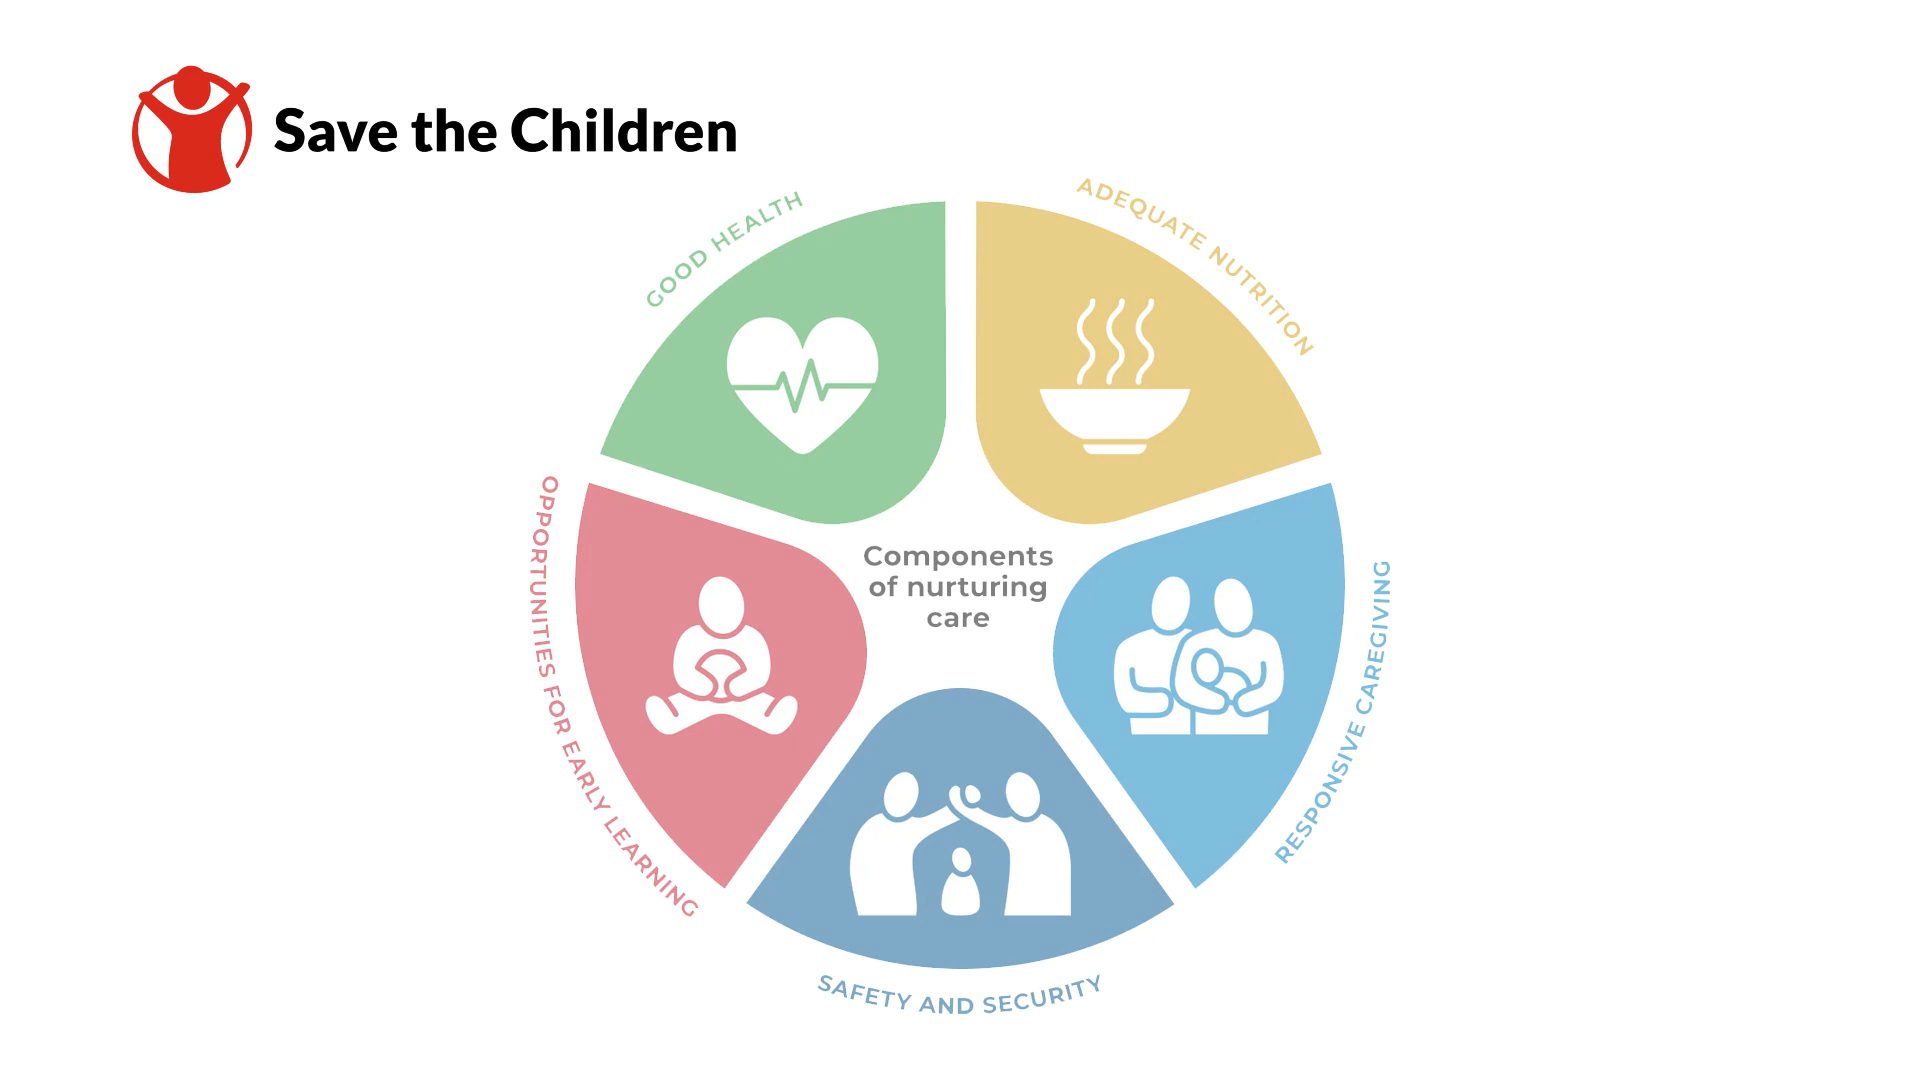 Save the Children
GOOD HEALTH
ADEQUATE NUTRITION
OPPORTUNITIES FOR EARLY LEARNING
Components
of nurturing
care
RESPONSIVE CAREGIVING
SAFETY AND SECURITY